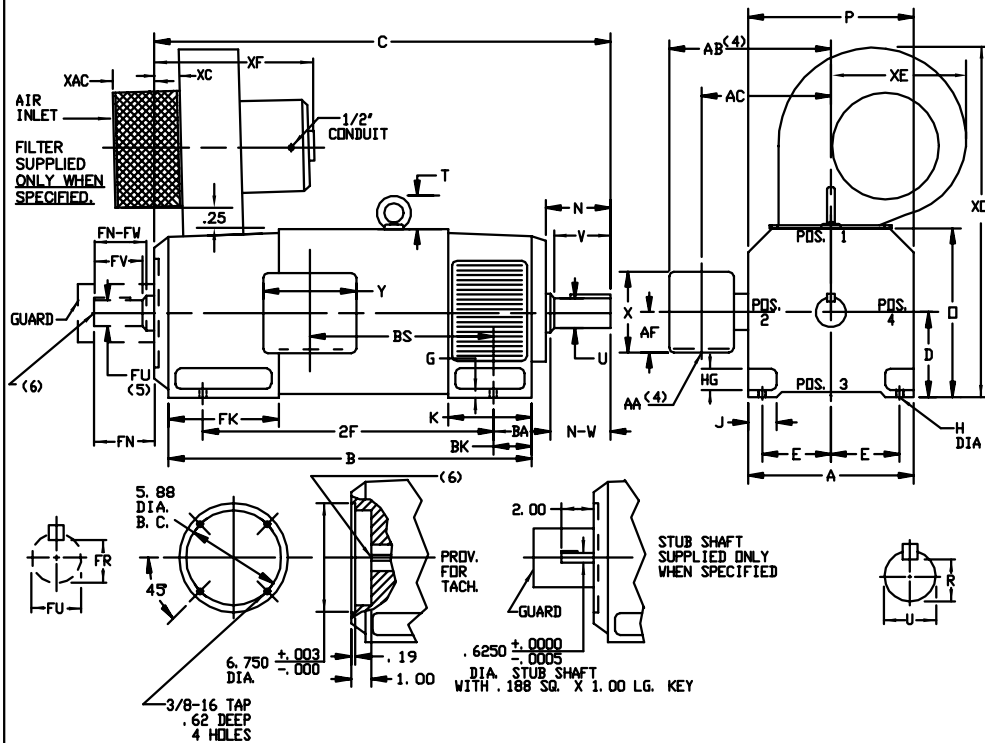 C
P
AB (4)
XF
XAC
XC
XE
AC
AIR
INLET
1/2" CONDUIT
FILTER
SUPPLIED
ONLY WHEN
SPECIFIED.
T
XD
N
V
.25
FN-FW
FV
POS. 1
Y
X
GUARD
POS.
2
POS.
4
O
AF
BS
D
G
U
HG
(6)
FU
(5)
AA (4)
POS. 3
FK
K
J
H
DIA
FN
2F
BA
N-W
BK
E
E
B
A
(6)
5.88
DIA.
B.C.
2.00
PROV.
FOR
TACH.
STUB SHAFT
SUPPLIED ONLY
WHEN SPECIFIED
FR
R
45°
FU
U
GUARD
6.750 +.003 -.000
DIA.
.19
1.00
.6250 +.0000 -.0005
DIA. STUB SHAFT
WITH .188 SQ. X 1.00 LG. KEY
3/8-16 TAP
.62 DEEP
4 HOLES